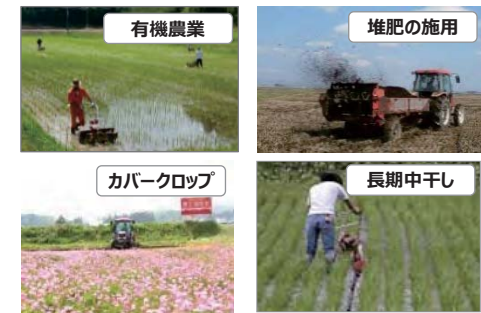 有機農業
堆肥の施用
カバークロップ
長期中干し